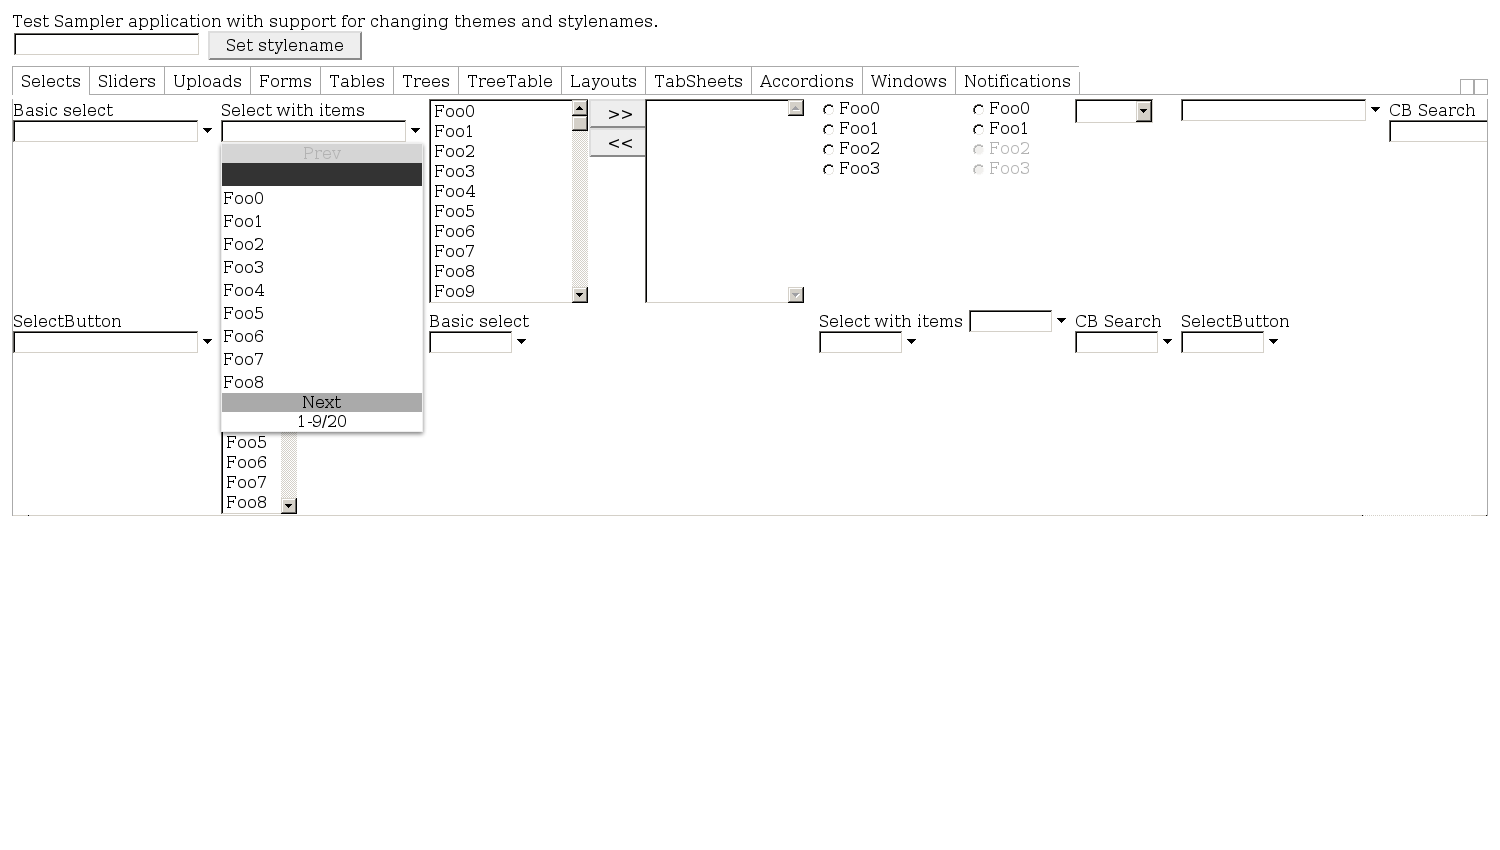 Test Sampler application with support for changing themes and stylenames.
Set stylename
Selects Sliders Uploads Forms Tables Trees TreeTable Layouts TabSheets Accordions Windows Notifications
Basic select
Select with items
Prev
Foo0
Foo1
Foo2
Foo3
Foo4
Foo5
Foo6
Foo7
Foo8
Next
1-9/20
Foo0
Foo1
Foo2
Foo3
Foo4
Foo5
Foo6
Foo7
Foo8
Foo9
>>
<<
Foo0
Foo1
Foo2
Foo3
Foo0
Foo1
Foo2
Foo3
CB Search
SelectButton
Foo5
Foo6
Foo7
Foo8
Basic select
Select with items
CB Search
SelectButton